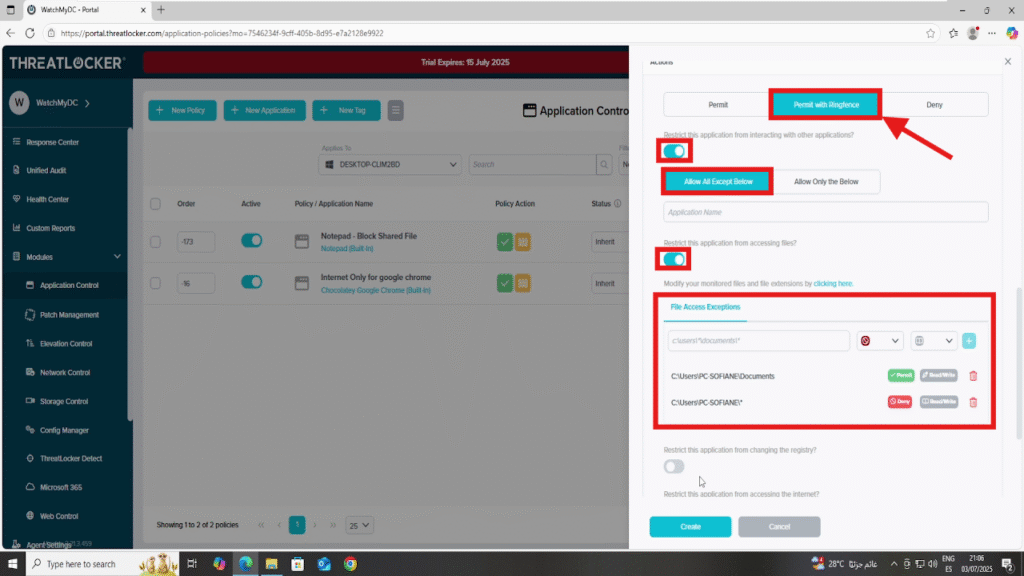 WatchMyDC - Portal
https://portal.threatlocker.com/application-policies?mo=7546234f-9cff-405b-8d95-e7a2128e9922
THREATLOCKER
Trial Expires: 15 July 2025
W WatchMyDC
Response Center
Unified Audit
Health Center
Custom Reports
Modules
Application Control
Patch Management
Elevation Control
Network Control
Storage Control
Config Manager
ThreatLocker Detect
Microsoft 365
Web Control
Agent Settings
+ New Policy
+ New Application
+ New Tag
Application Contro
Applies To
DESKTOP-CLIM2BD
Search
Order Active Policy / Application Name Policy Action Status
-173 Notepad - Block Shared File Inherit
Notepad (Built-In)
-16 Internet Only for google chrome Inherit
Chocolatey Google Chrome (Built-In)
Showing 1 to 2 of 2 policies
1
25
Actions
Permit
Permit with Ringfence
Deny
Restrict this application from interacting with other applications?
Allow All Except Below
Allow Only the Below
Application Name
Restrict this application from accessing files?
Modify your monitored files and file extensions by clicking here.
File Access Exceptions
c:\users\*\documents\*
C:\Users\PC-SOFIANE\Documents Permit Read/Write
C:\Users\PC-SOFIANE\* Deny Read/Write
Restrict this application from changing the registry?
Restrict this application from accessing the internet?
Create
Cancel
Type here to search
28°C غائم جزئيًا
ENG
ES
21:06
03/07/2025